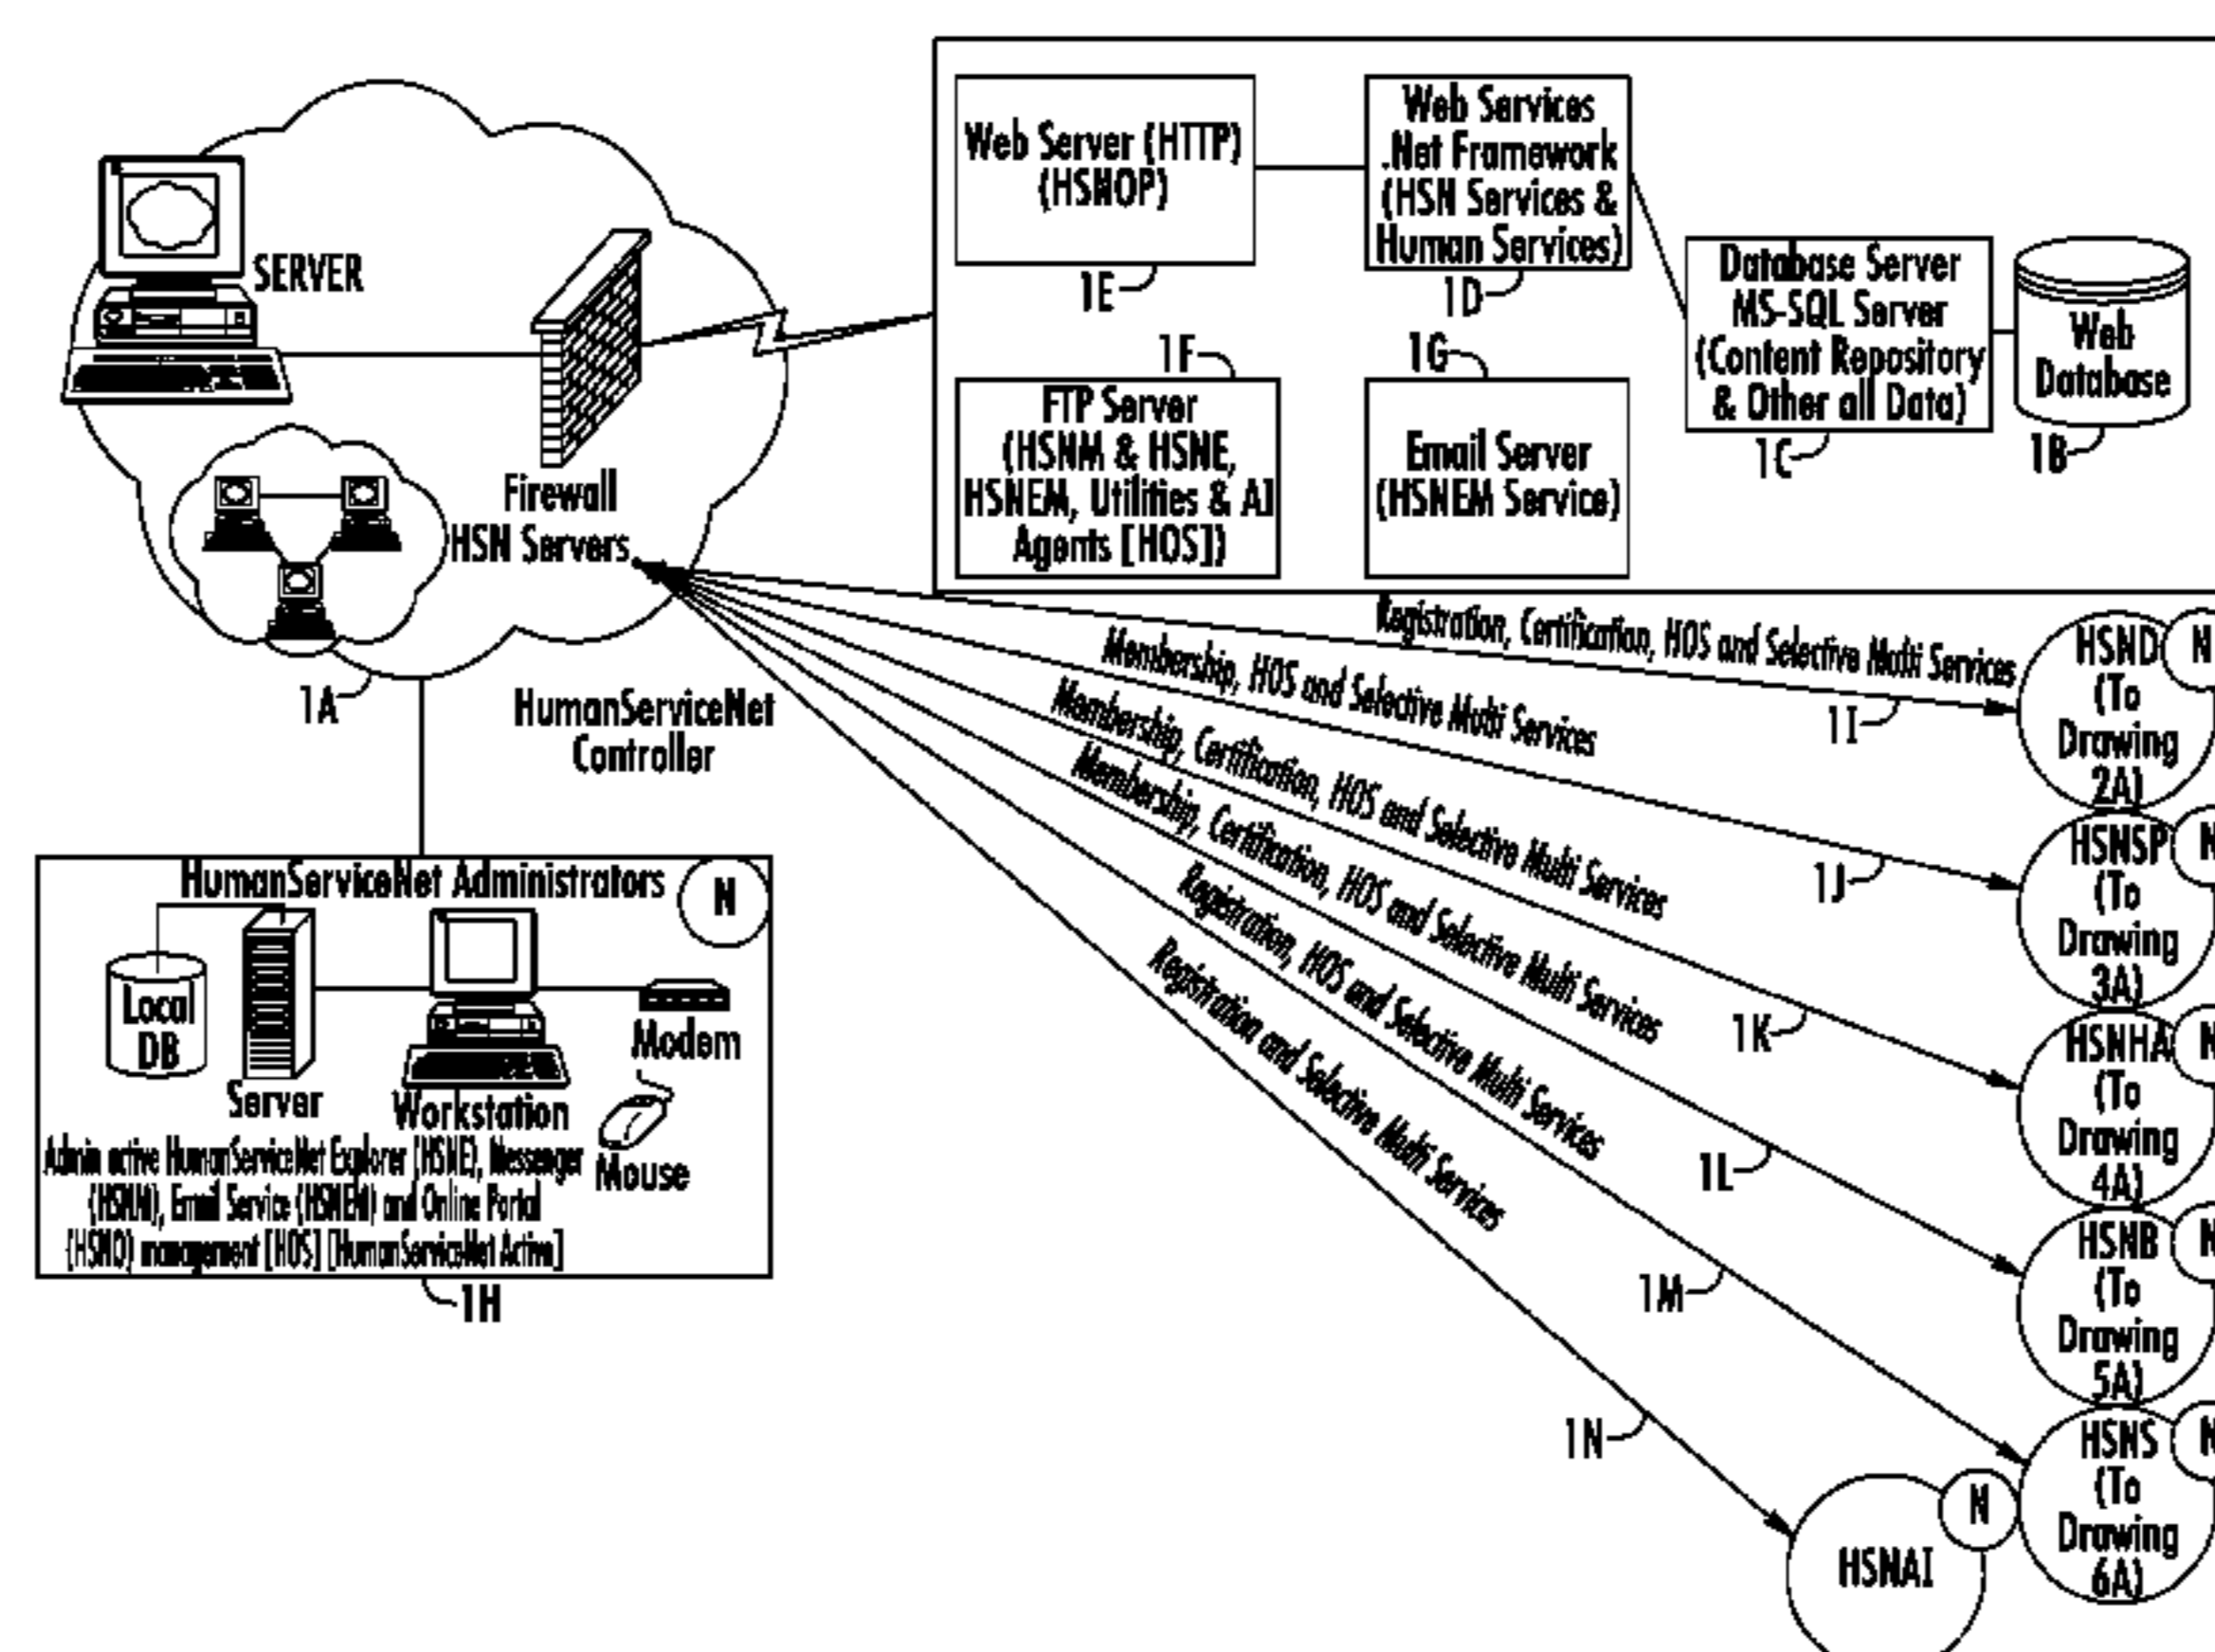 SERVER
Firewall
HSN Servers
1A
HumanServiceNet
Controller
Web Server (HTTP)
(HSNOP)
1E
Web Services
.Net Framework
(HSN Services &
Human Services)
1D
Database Server
MS-SQL Server
(Content Repository
& Other all Data)
1C
Web
Database
1B
1F
FTP Server
(HSNM & HSNE,
HSNEM, Utilities & AI
Agents [HOS])
1G
Email Server
(HSNEM Service)
Registration, Certification, HOS and Selective Multi Services
1I
HSND
(To
Drawing
2A)
N
Membership, HOS and Selective Multi Services
1J
HSNSP
(To
Drawing
3A)
N
Membership, Certification, HOS and Selective Multi Services
1K
HSNHA
(To
Drawing
4A)
N
Membership, Certification, HOS and Selective Multi Services
1L
HSNB
(To
Drawing
5A)
N
Registration, HOS and Selective Multi Services
1M
HSNS
(To
Drawing
6A)
N
Registration and Selective Multi Services
1N
HSNAI
N
HumanServiceNet Administrators
N
Local
DB
Server
Workstation
Modem
Mouse
Admin active HumanServiceNet Explorer (HSNE), Messenger
(HSNM), Email Service (HSNEM) and Online Portal
(HSNO) management [HOS] [HumanServiceNet Active]
1H